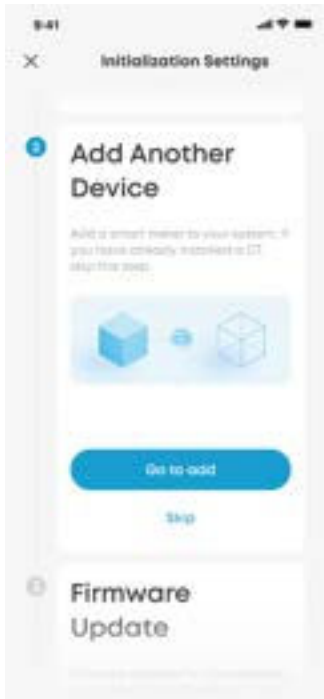 9:41
Initialization Settings
2
Add Another
Device
Add a smart meter to your system. If
you have already installed a CT,
skip this step.
Go to add
Skip
Firmware
Update